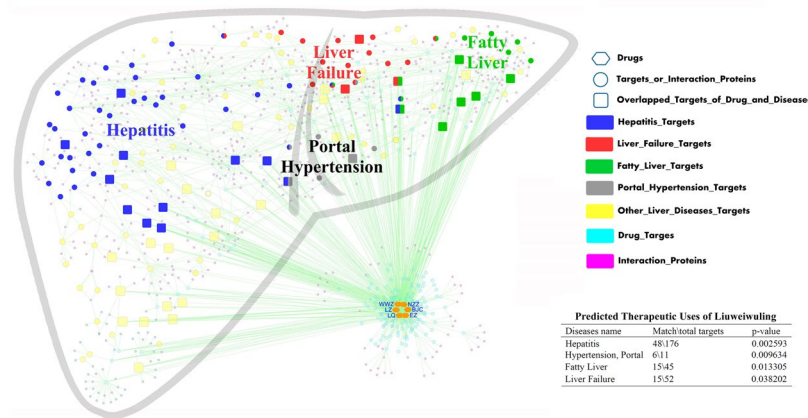 Liver
Failure
Fatty
Liver
Hepatitis
Portal
Hypertension
WWZ NZZ
LZ BJC
LQ EZ
Drugs
Targets_or_Interaction_Proteins
Overlapped_Targets_of_Drug_and_Disease
Hepatitis_Targets
Liver_Failure_Targets
Fatty_Liver_Targets
Portal_Hypertension_Targets
Other_Liver_Diseases_Targets
Drug_Targes
Interaction_Proteins
Predicted Therapeutic Uses of Liuweiwuling
Diseases name Match\total targets p-value
Hepatitis 48\176 0.002593
Hypertension, Portal 6\11 0.009634
Fatty Liver 15\45 0.013305
Liver Failure 15\52 0.038202